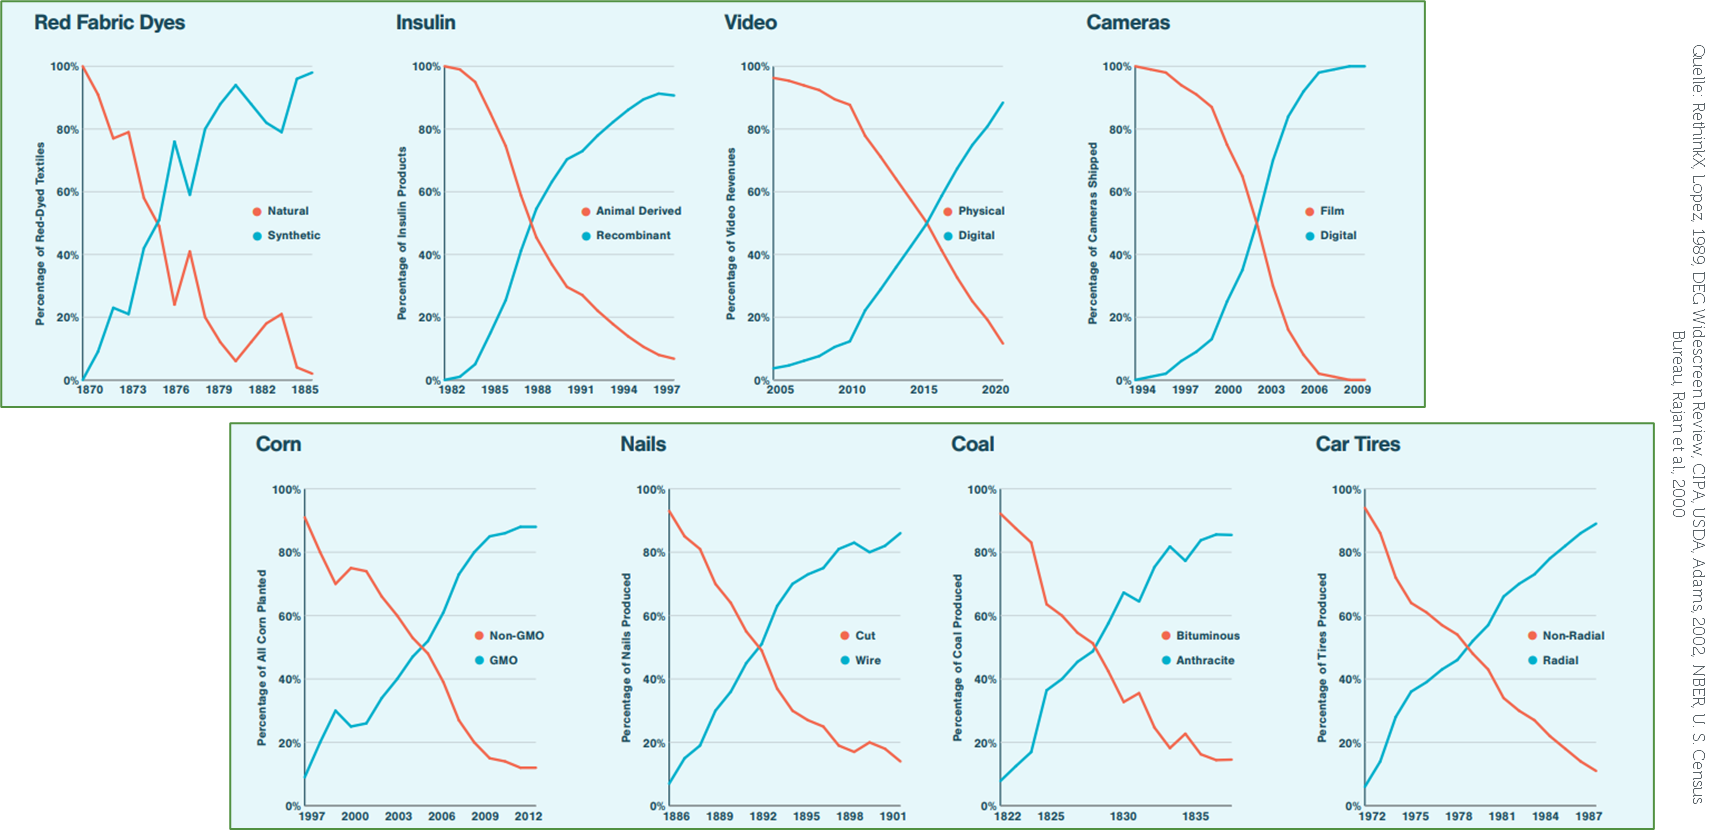 Red Fabric Dyes
Percentage of Red-Dyed Textiles
100%
80%
60%
40%
20%
0%
Natural
Synthetic
1870 1873 1876 1879 1882 1885
Insulin
Percentage of Insulin Products
100%
80%
60%
40%
20%
0%
Animal Derived
Recombinant
1982 1985 1988 1991 1994 1997
Video
Percentage of Video Revenues
100%
80%
60%
40%
20%
0%
Physical
Digital
2005 2010 2015 2020
Cameras
Percentage of Cameras Shipped
100%
80%
60%
40%
20%
0%
Film
Digital
1994 1997 2000 2003 2006 2009
Corn
Percentage of All Corn Planted
100%
80%
60%
40%
20%
0%
Non-GMO
GMO
1997 2000 2003 2006 2009 2012
Nails
Percentage of Nails Produced
100%
80%
60%
40%
20%
0%
Cut
Wire
1886 1889 1892 1895 1898 1901
Coal
Percentage of Coal Produced
100%
80%
60%
40%
20%
0%
Bituminous
Anthracite
1822 1825 1830 1835
Car Tires
Percentage of Tires Produced
100%
80%
60%
40%
20%
0%
Non-Radial
Radial
1972 1975 1978 1981 1984 1987
Quelle: RethinkX, Lopez, 1989, DEG Widescreen Review, CIPA, USDA, Adams, 2002, NBER, U. S. Census
Bureau, Rajan et al, 2000